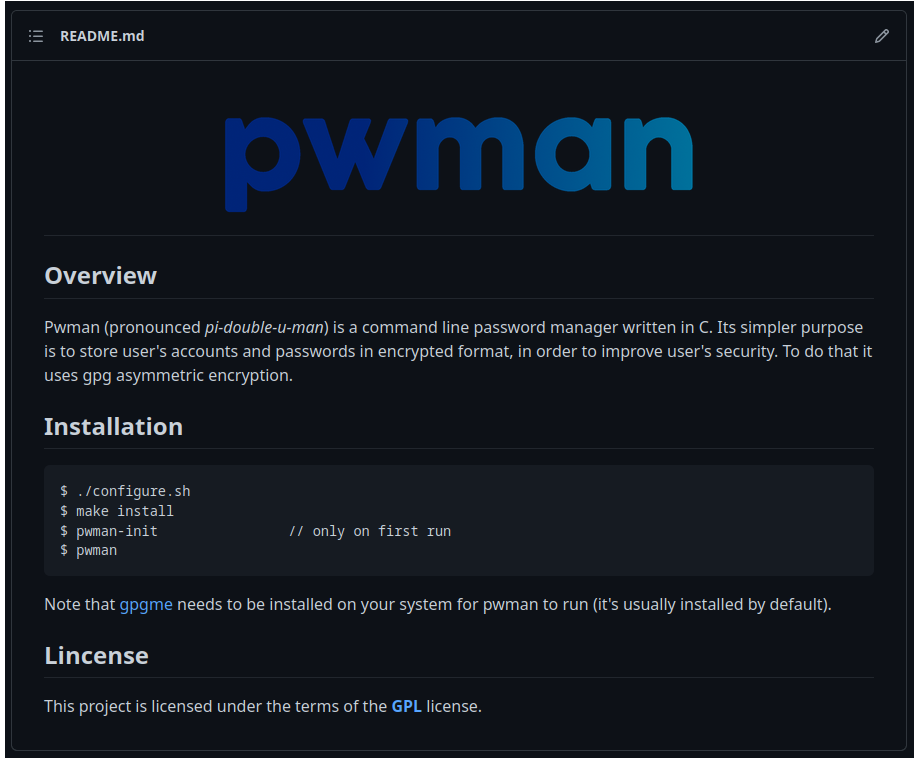 README.md
pwman
Overview
Pwman (pronounced pi-double-u-man) is a command line password manager written in C. Its simpler purpose
is to store user's accounts and passwords in encrypted format, in order to improve user's security. To do that it
uses gpg asymmetric encryption.
Installation
$ ./configure.sh
$ make install
$ pwman-init // only on first run
$ pwman
Note that gpgme needs to be installed on your system for pwman to run (it's usually installed by default).
Lincense
This project is licensed under the terms of the GPL license.